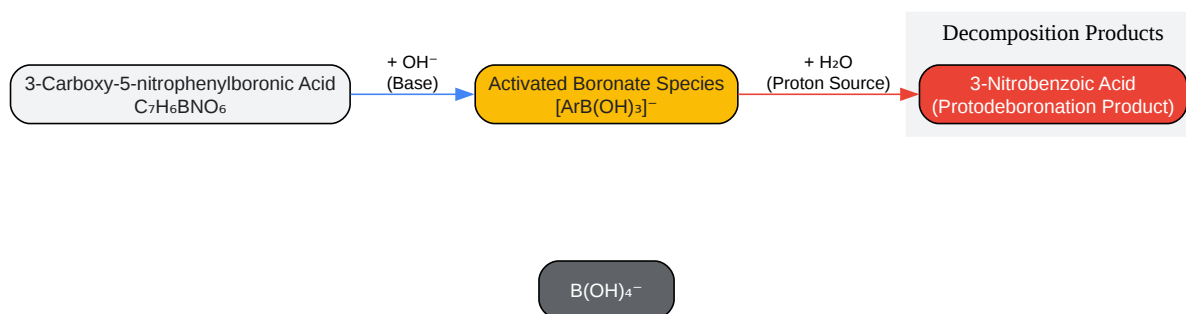 Decomposition Products
3-Carboxy-5-nitrophenylboronic Acid
C₇H₆BNO₆
+ OH⁻
(Base)
Activated Boronate Species
[ArB(OH)₃]⁻
+ H₂O
(Proton Source)
3-Nitrobenzoic Acid
(Protodeboronation Product)
B(OH)₄⁻